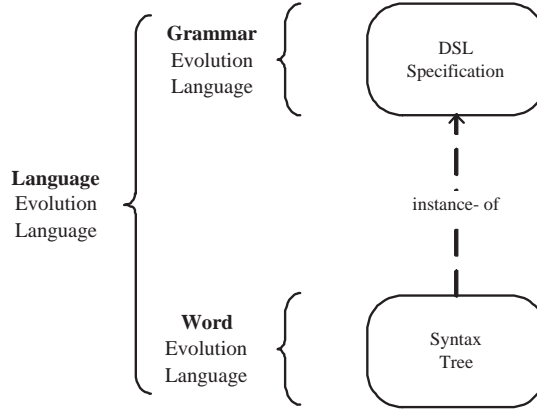 Grammar
Evolution
Language
DSL
Specification
Language
Evolution
Language
instance- of
Word
Evolution
Language
Syntax
Tree